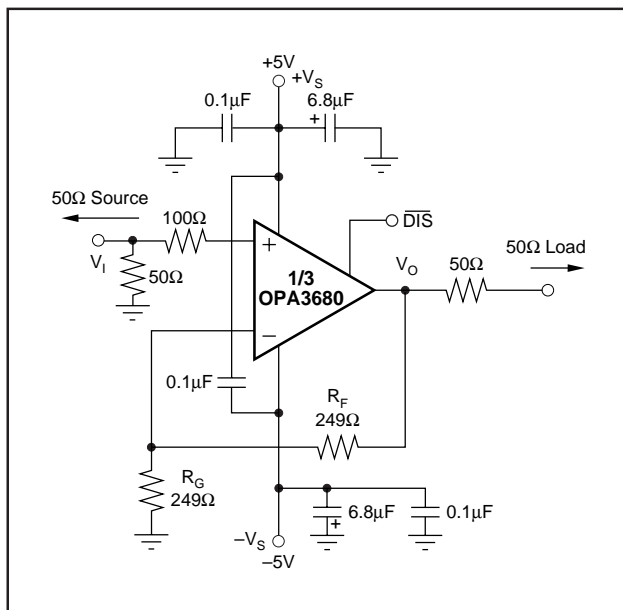 +5V
+V_S
0.1µF
6.8µF
+
50Ω Source
100Ω
V_I
50Ω
+
1/3
OPA3680
−
D̅I̅S̅
V_O
50Ω
50Ω Load
0.1µF
R_F
249Ω
R_G
249Ω
6.8µF
+
0.1µF
–V_S
–5V